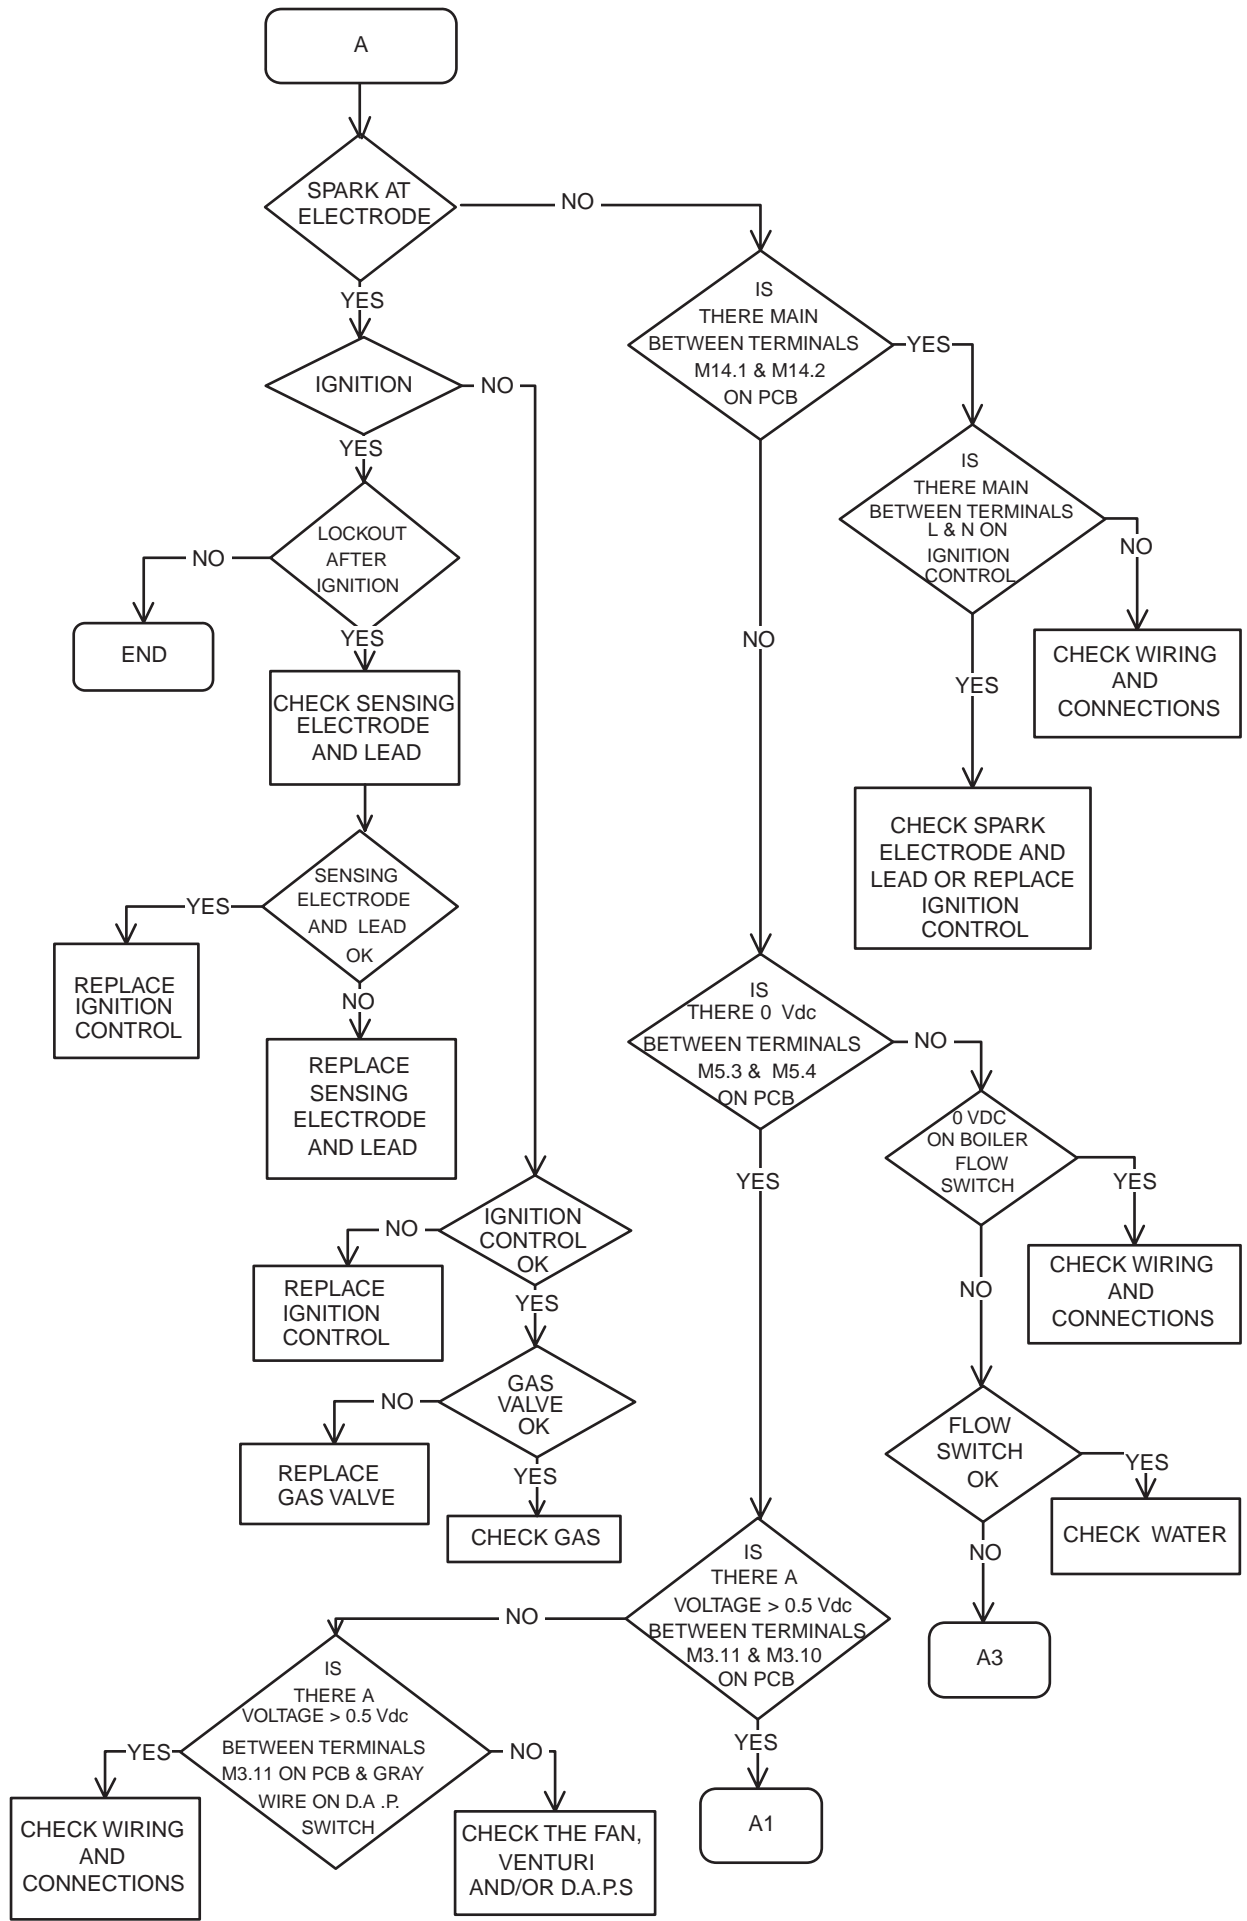 A
SPARK AT
ELECTRODE
NO
YES
IS
THERE MAIN
BETWEEN TERMINALS
M14.1 & M14.2
ON PCB
YES
IGNITION
NO
YES
IS
THERE MAIN
BETWEEN TERMINALS
L & N ON
IGNITION
CONTROL
NO
LOCKOUT
AFTER
IGNITION
NO
YES
END
NO
YES
CHECK WIRING
AND
CONNECTIONS
CHECK SENSING
ELECTRODE
AND LEAD
CHECK SPARK
ELECTRODE AND
LEAD OR REPLACE
IGNITION
CONTROL
SENSING
ELECTRODE
AND LEAD
OK
YES
NO
REPLACE
IGNITION
CONTROL
REPLACE
SENSING
ELECTRODE
AND LEAD
IS
THERE 0 Vdc
BETWEEN TERMINALS
M5.3 & M5.4
ON PCB
NO
YES
0 VDC
ON BOILER
FLOW
SWITCH
YES
NO
CHECK WIRING
AND
CONNECTIONS
IGNITION
CONTROL
OK
NO
YES
REPLACE
IGNITION
CONTROL
GAS
VALVE
OK
NO
YES
REPLACE
GAS VALVE
CHECK GAS
FLOW
SWITCH
OK
YES
NO
CHECK WATER
A3
IS
THERE A
VOLTAGE > 0.5 Vdc
BETWEEN TERMINALS
M3.11 & M3.10
ON PCB
NO
YES
A1
IS
THERE A
VOLTAGE > 0.5 Vdc
BETWEEN TERMINALS
M3.11 ON PCB & GRAY
WIRE ON D.A .P.
SWITCH
YES
NO
CHECK WIRING
AND
CONNECTIONS
CHECK THE FAN,
VENTURI
AND/OR D.A.P.S